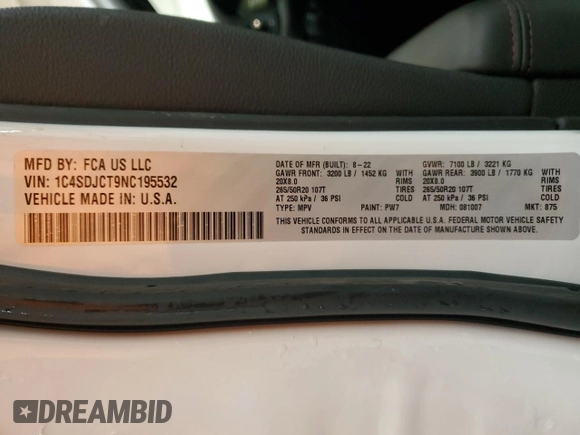 MFD BY: FCA US LLC
VIN: 1C4SDJCT9NC195532
VEHICLE MADE IN: U.S.A.
DATE OF MFR (BUILT): 8-22 GVWR: 7100 LB / 3221 KG
GAWR FRONT: 3200 LB / 1452 KG WITH GAWR REAR: 3900 LB / 1770 KG WITH
20X8.0 RIMS 20X8.0 RIMS
265/50R20 107T TIRES 265/50R20 107T TIRES
AT 250 kPa / 36 PSI COLD AT 250 kPa / 36 PSI COLD
TYPE: MPV PAINT: PW7 MDH: 081007 MKT: 875
THIS VEHICLE CONFORMS TO ALL APPLICABLE U.S.A. FEDERAL MOTOR VEHICLE SAFETY
STANDARDS IN EFFECT ON THE DATE OF MANUFACTURE SHOWN ABOVE.
DREAMBID